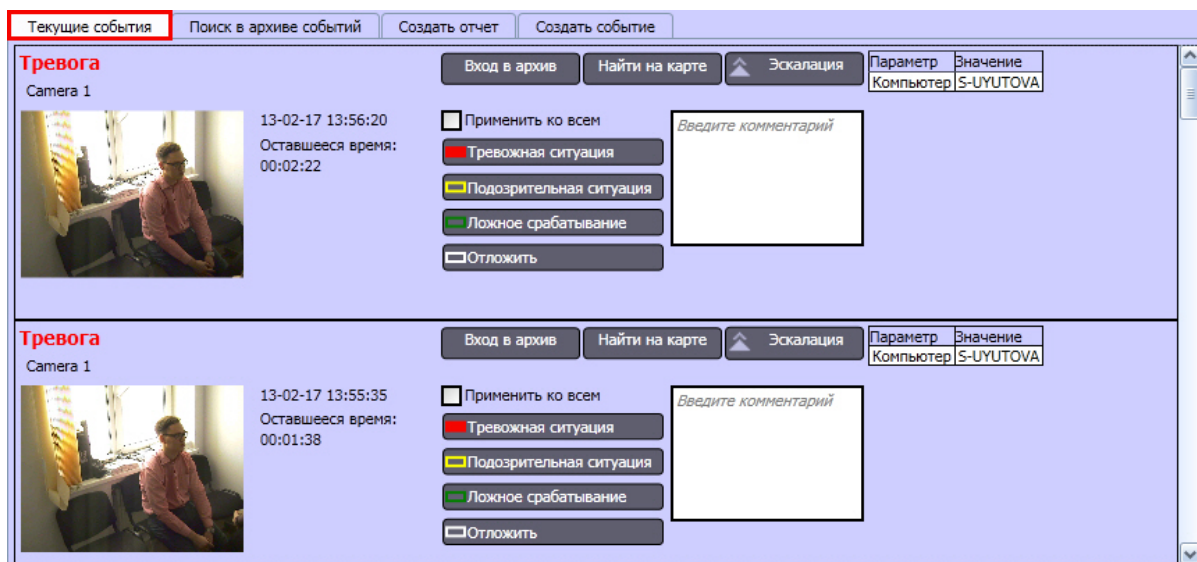 Текущие события Поиск в архиве событий Создать отчет Создать событие
Тревога
Camera 1
Вход в архив Найти на карте Эскалация
Параметр Значение
Компьютер S-UYUTOVA
13-02-17 13:56:20
Оставшееся время:
00:02:22
Применить ко всем
Тревожная ситуация
Подозрительная ситуация
Ложное срабатывание
Отложить
Введите комментарий
Тревога
Camera 1
Вход в архив Найти на карте Эскалация
Параметр Значение
Компьютер S-UYUTOVA
13-02-17 13:55:35
Оставшееся время:
00:01:38
Применить ко всем
Тревожная ситуация
Подозрительная ситуация
Ложное срабатывание
Отложить
Введите комментарий